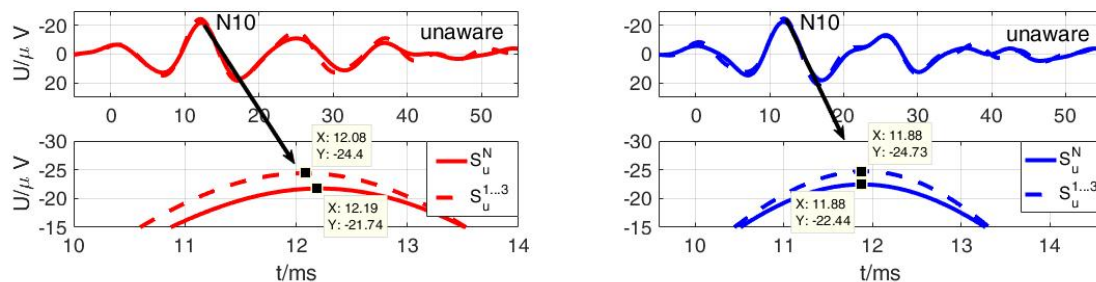 U/μ V
-20
0
20
N10
unaware
0
10
20
30
40
50
U/μ V
-30
-25
-20
-15
X: 12.08
Y: -24.4
X: 12.19
Y: -21.74
S_u^N
S_u^1...3
10
11
12
13
14
t/ms
U/μ V
-20
0
20
N10
unaware
0
10
20
30
40
50
U/μ V
-30
-25
-20
-15
X: 11.88
Y: -24.73
X: 11.88
Y: -22.44
S_u^N
S_u^1...3
10
11
12
13
14
t/ms